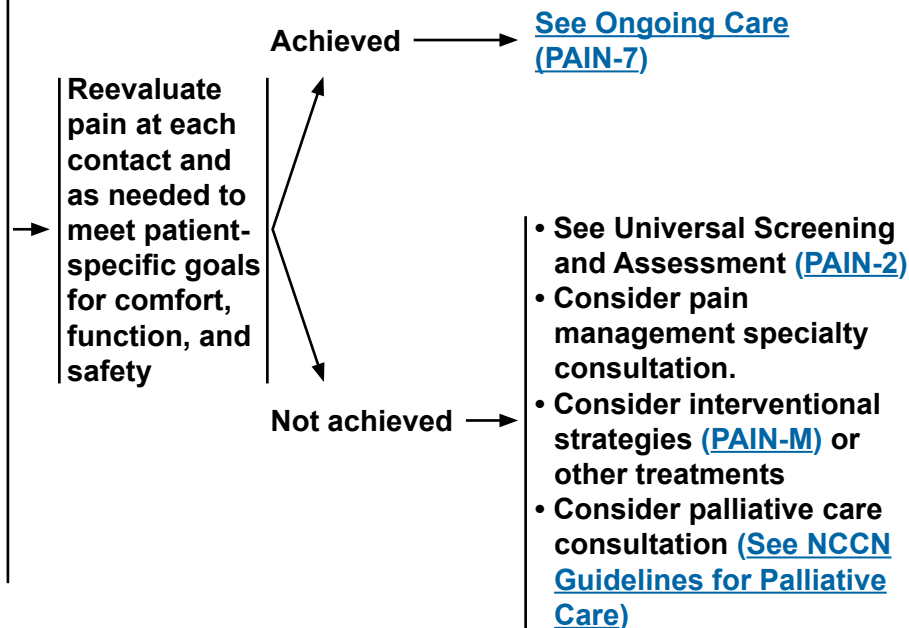 Achieved
See Ongoing Care
(PAIN-7)
Reevaluate
pain at each
contact and
as needed to
meet patient-
specific goals
for comfort,
function, and
safety
Not achieved
• See Universal Screening
and Assessment (PAIN-2)
• Consider pain
management specialty
consultation.
• Consider interventional
strategies (PAIN-M) or
other treatments
• Consider palliative care
consultation (See NCCN
Guidelines for Palliative
Care)